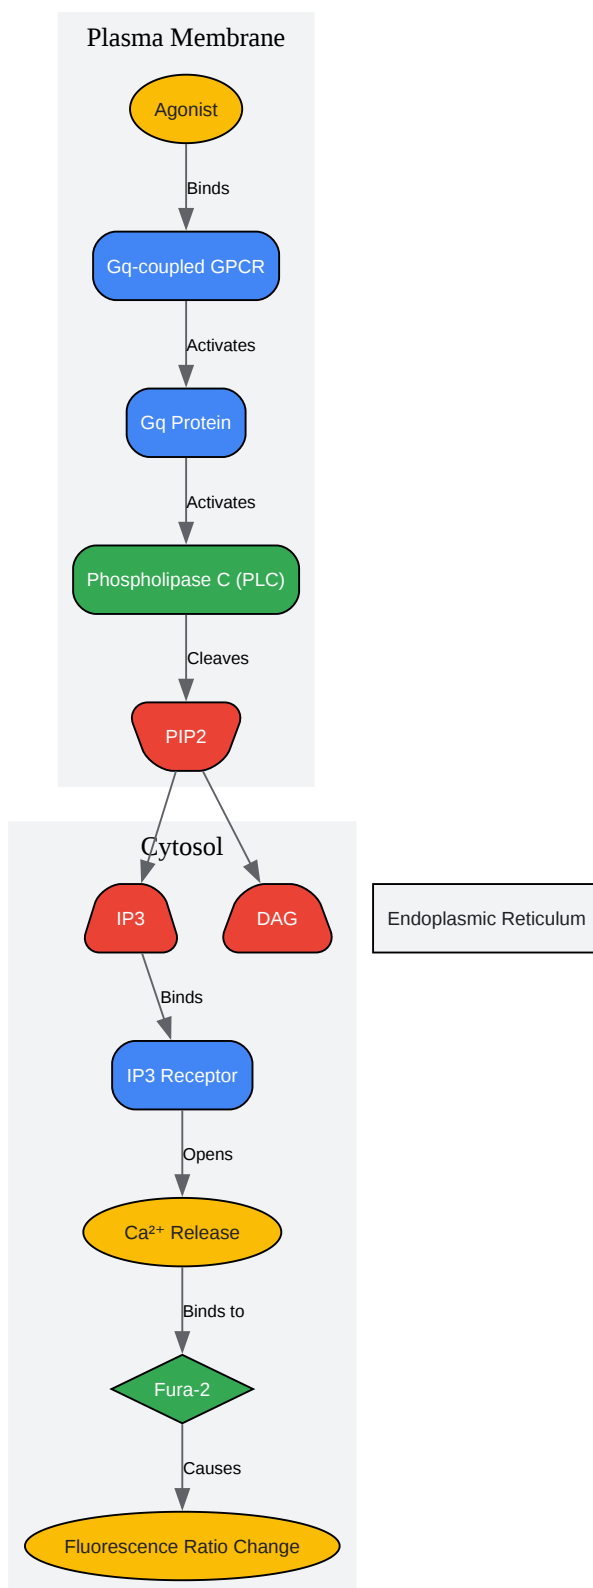 Plasma Membrane
Agonist
Binds
Gq-coupled GPCR
Activates
Gq Protein
Activates
Phospholipase C (PLC)
Cleaves
PIP2
Cytosol
IP3
DAG
Endoplasmic Reticulum
Binds
IP3 Receptor
Opens
Ca²⁺ Release
Binds to
Fura-2
Causes
Fluorescence Ratio Change